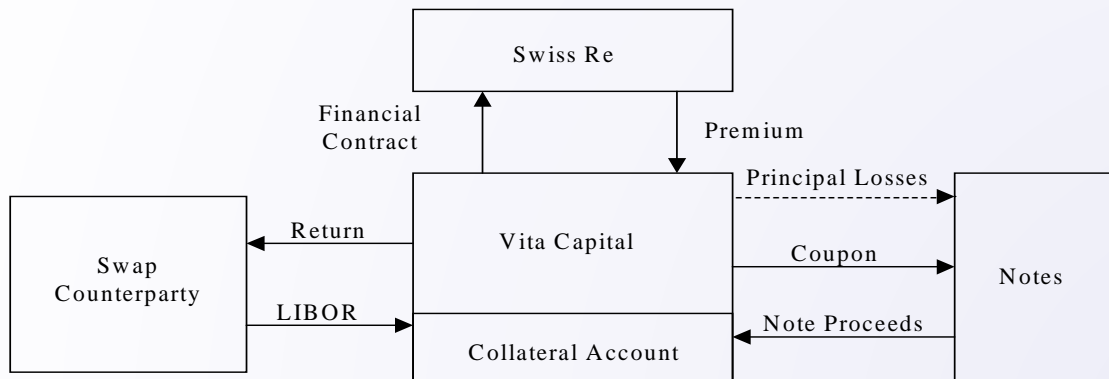 Swiss Re
Financial
Contract
Premium
Principal Losses
Return
Vita Capital
Coupon
Swap
Counterparty
Notes
LIBOR
Note Proceeds
Collateral Account